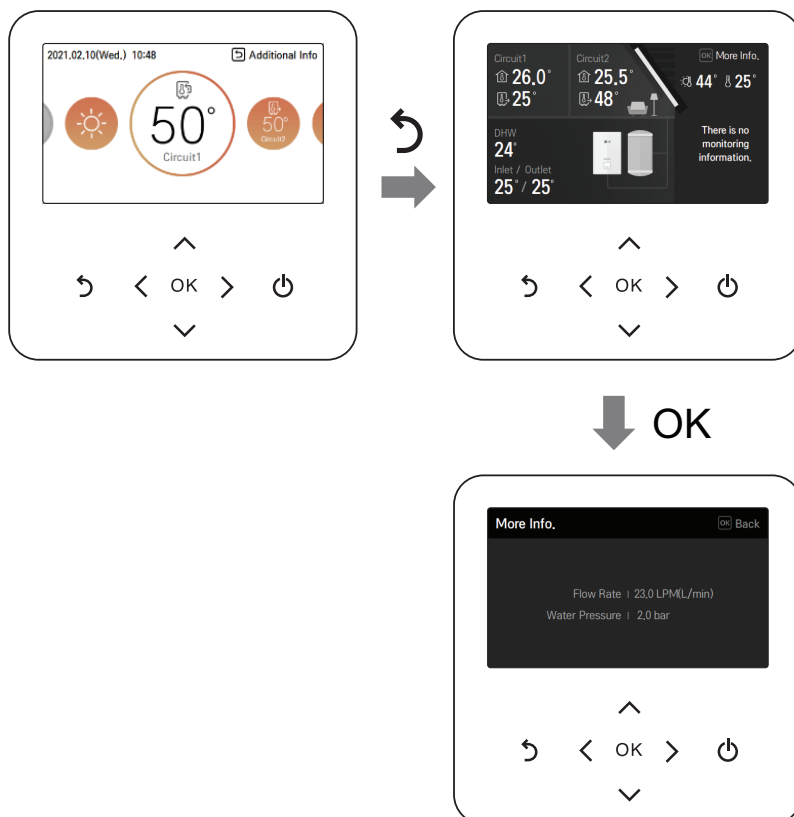 2021.02.10(Wed.) 10:48 Additional Info
50°
Circuit1
50°
Circuit2
OK
Circuit1
26.0°
25°
Circuit2
25.5°
48°
OK More Info.
44° 25°
There is no
monitoring
information.
DHW
24°
Inlet / Outlet
25° / 25°
OK
OK
More Info. OK Back
Flow Rate | 23.0 LPM(L/min)
Water Pressure | 2.0 bar
OK